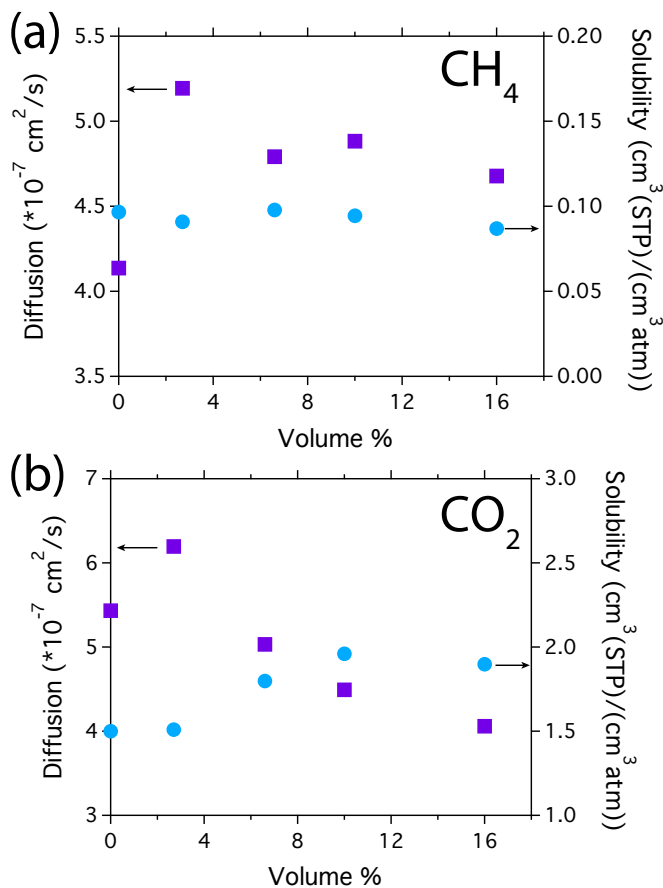 (a)
CH₄
5.5
5.0
4.5
4.0
3.5
Diffusion (*10⁻⁷ cm²/s)
0.20
0.15
0.10
0.05
0.00
Solubility (cm³(STP)/(cm³ atm))
0 4 8 12 16
Volume %
(b)
CO₂
7
6
5
4
3
Diffusion (*10⁻⁷ cm²/s)
3.0
2.5
2.0
1.5
1.0
Solubility (cm³(STP)/(cm³ atm))
0 4 8 12 16
Volume %